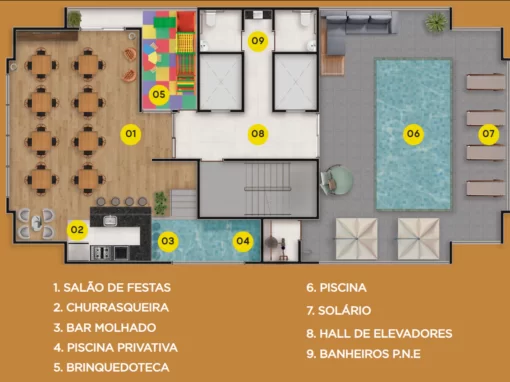 09
05
01
08
06
07
02
03
04
1. SALÃO DE FESTAS
2. CHURRASQUEIRA
3. BAR MOLHADO
4. PISCINA PRIVATIVA
5. BRINQUEDOTECA
6. PISCINA
7. SOLÁRIO
8. HALL DE ELEVADORES
9. BANHEIROS P.N.E